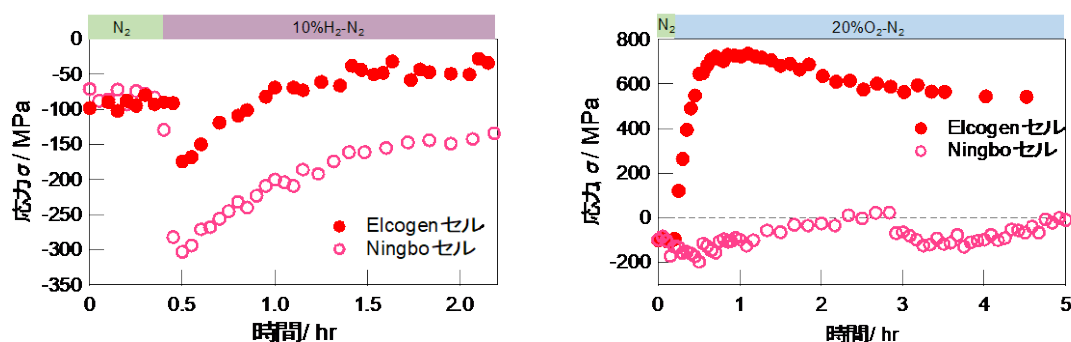 N₂ 10%H₂-N₂
0
-50
-100
-150
-200
-250
-300
-350
応力 σ / MPa
Elcogenセル
Ningboセル
0 0.5 1.0 1.5 2.0
時間/ hr
N₂ 20%O₂-N₂
800
600
400
200
0
-200
応力, σ / MPa
Elcogenセル
Ningboセル
0 1 2 3 4 5
時間/ hr